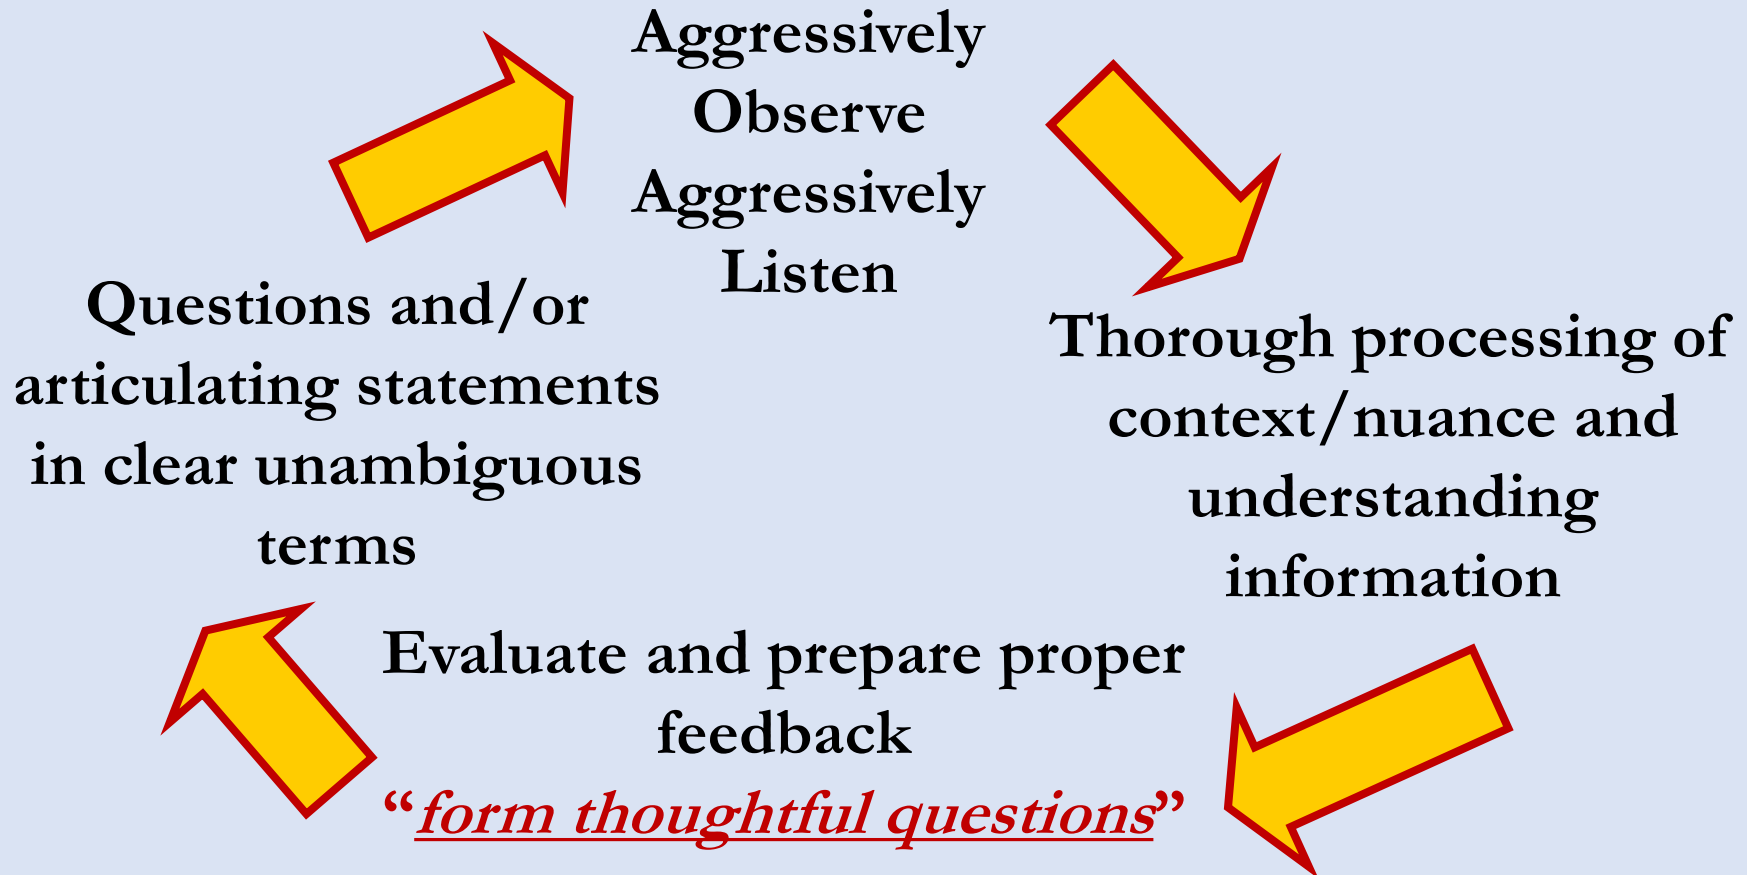 Aggressively
Observe
Aggressively
Listen
Thorough processing of
context/nuance and
understanding
information
Evaluate and prepare proper
feedback
“form thoughtful questions”
Questions and/or
articulating statements
in clear unambiguous
terms